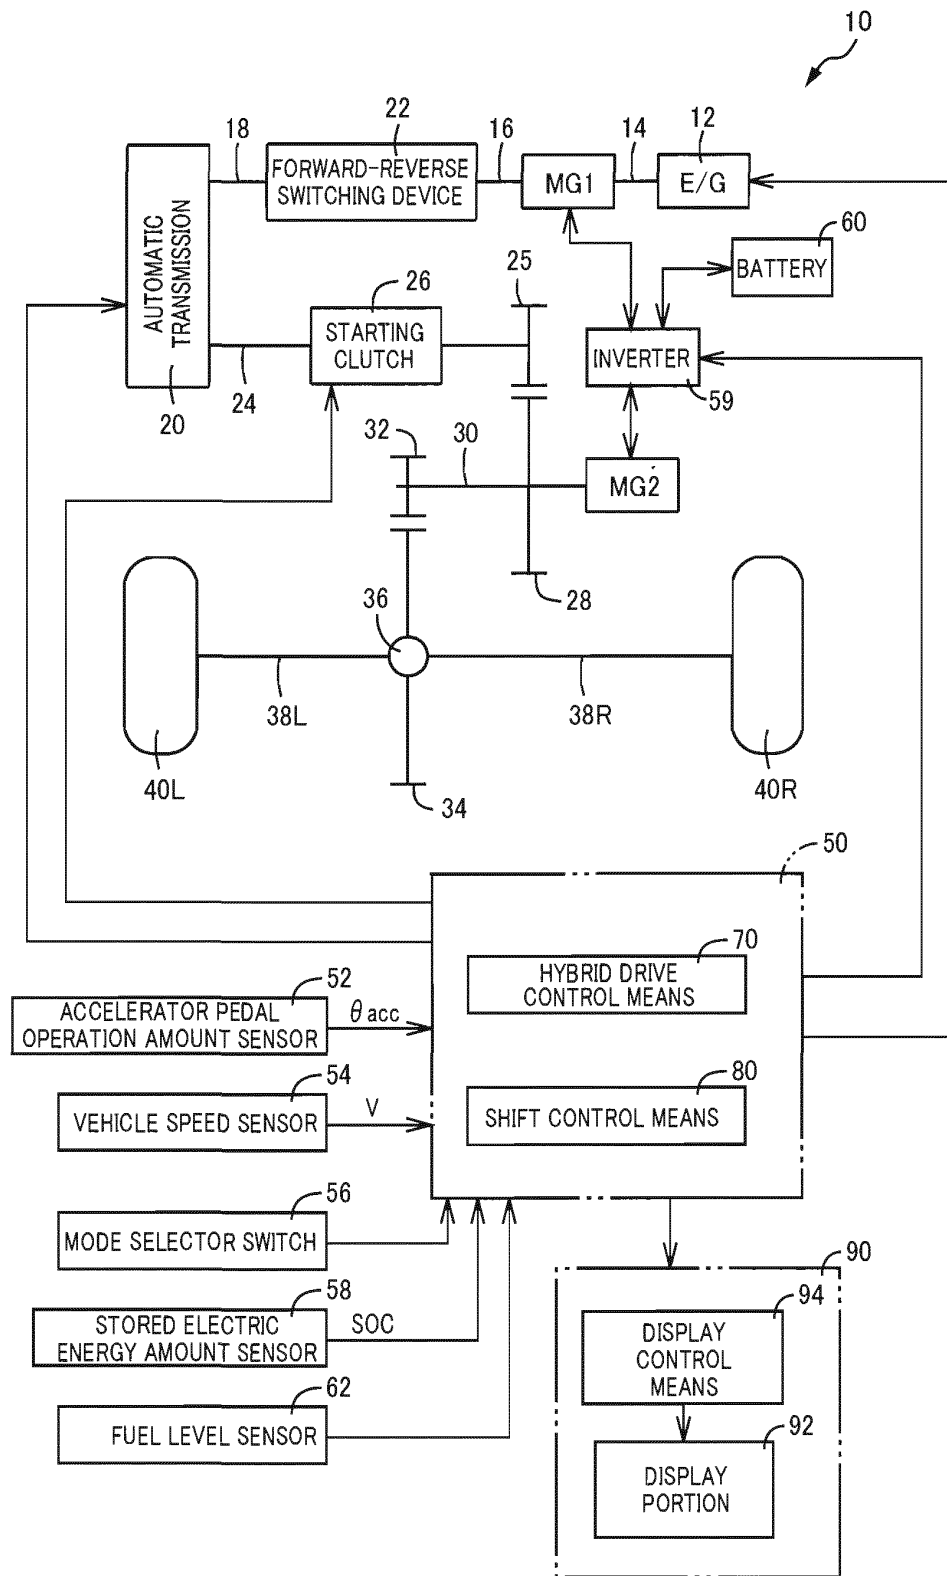 10
22
18
16
14
12
FORWARD-REVERSE
SWITCHING DEVICE
MG1
E/G
AUTOMATIC
TRANSMISSION
60
BATTERY
25
26
STARTING
CLUTCH
INVERTER
59
20
24
32
30
MG2
36
28
38L
38R
40L
40R
34
50
70
HYBRID DRIVE
CONTROL MEANS
52
ACCELERATOR PEDAL
OPERATION AMOUNT SENSOR
θacc
54
VEHICLE SPEED SENSOR
V
80
SHIFT CONTROL MEANS
56
MODE SELECTOR SWITCH
58
STORED ELECTRIC
ENERGY AMOUNT SENSOR
SOC
62
FUEL LEVEL SENSOR
90
94
DISPLAY
CONTROL
MEANS
92
DISPLAY
PORTION